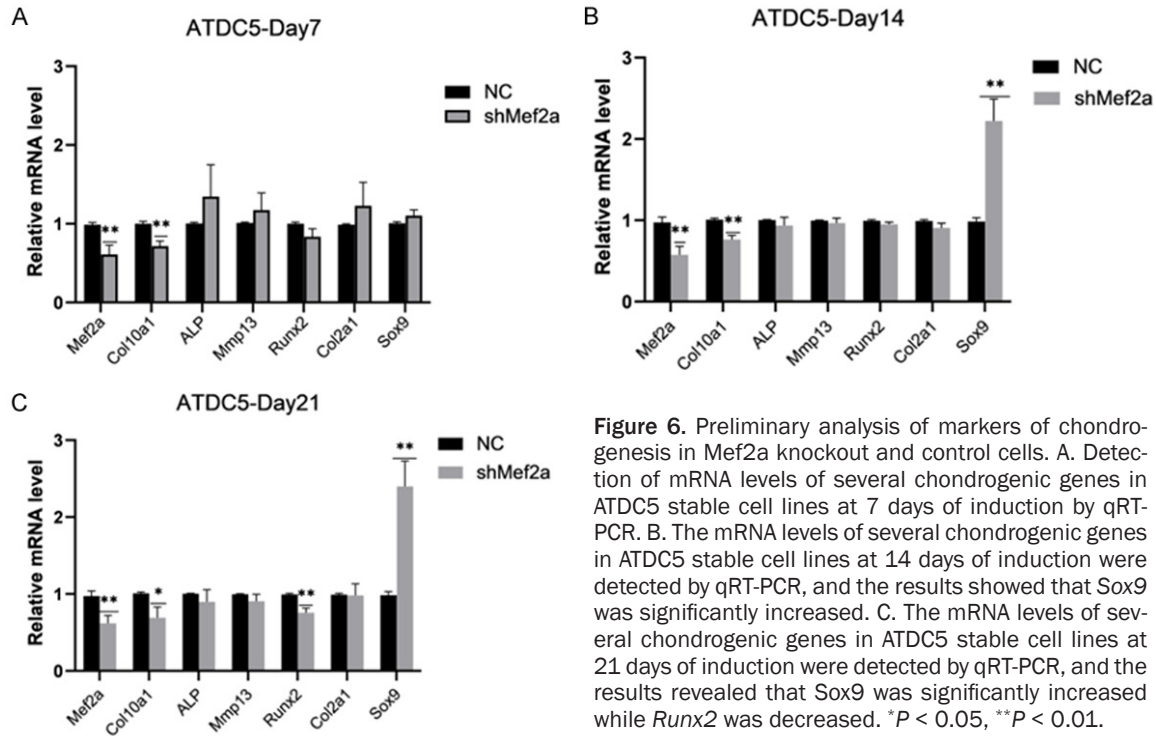 A
ATDC5-Day7
Relative mRNA level
3
2
1
0
NC
shMef2a
**
**
Mef2a
Col10a1
ALP
Mmp13
Runx2
Col2a1
Sox9
B
ATDC5-Day14
Relative mRNA level
3
2
1
0
NC
shMef2a
**
**
**
Mef2a
Col10a1
ALP
Mmp13
Runx2
Col2a1
Sox9
C
ATDC5-Day21
Relative mRNA level
3
2
1
0
NC
shMef2a
**
*
**
**
Mef2a
Col10a1
ALP
Mmp13
Runx2
Col2a1
Sox9
Figure 6. Preliminary analysis of markers of chondro-
genesis in Mef2a knockout and control cells. A. Detec-
tion of mRNA levels of several chondrogenic genes in
ATDC5 stable cell lines at 7 days of induction by qRT-
PCR. B. The mRNA levels of several chondrogenic genes
in ATDC5 stable cell lines at 14 days of induction were
detected by qRT-PCR, and the results showed that Sox9
was significantly increased. C. The mRNA levels of sev-
eral chondrogenic genes in ATDC5 stable cell lines at
21 days of induction were detected by qRT-PCR, and the
results revealed that Sox9 was significantly increased
while Runx2 was decreased. *P < 0.05, **P < 0.01.